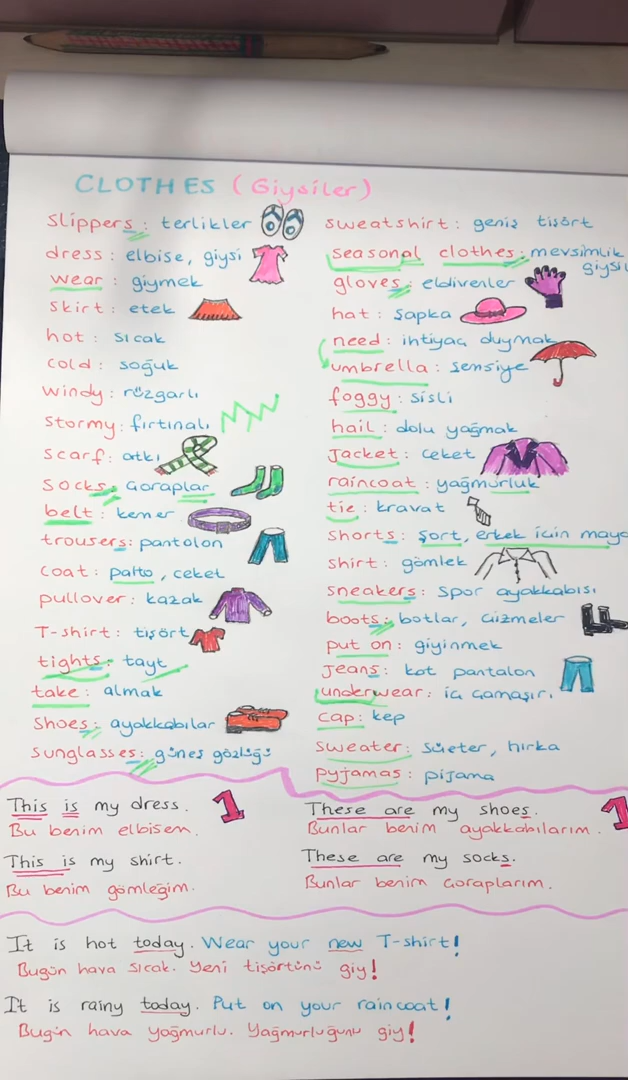 CLOTHES (Giysiler)
Slippers: terlikler
dress: elbise, giysi
wear: giymek
Skirt: etek
hot: sıcak
cold: soğuk
windy: rüzgarlı
Stormy: fırtınalı
Scarf: atkı
Socks: çoraplar
belt: kemer
trousers: pantolon
coat: palto, ceket
pullover: kazak
T-shirt: tişört
tights: tayt
take: almak
Shoes: ayakkabılar
Sunglasses: güneş gözlüğü
sweatshirt: geniş tişört
seasonal clothes: mevsimlik
giysi
gloves: eldivenler
hat: şapka
need: ihtiyaç duymak
umbrella: şemsiye
foggy: sisli
hail: dolu yağmak
Jacket: ceket
raincoat: yağmurluk
tie: kravat
shorts: şort, erkek için mayo
shirt: gömlek
sneakers: spor ayakkabısı
boots: botlar, çizmeler
put on: giyinmek
Jeans: kot pantolon
underwear: iç çamaşırı
cap: kep
sweater: süeter, hırka
pyjamas: pijama
This is my dress. 1
Bu benim elbisem.
This is my shirt.
Bu benim gömleğim.
These are my shoes. 1
Bunlar benim ayakkabılarım.
These are my socks.
Bunlar benim çoraplarım.
It is hot today. Wear your new T-shirt!
Bugün hava sıcak. Yeni tişörtünü giy!
It is rainy today. Put on your raincoat!
Bugün hava yağmurlu. Yağmurluğunu giy!